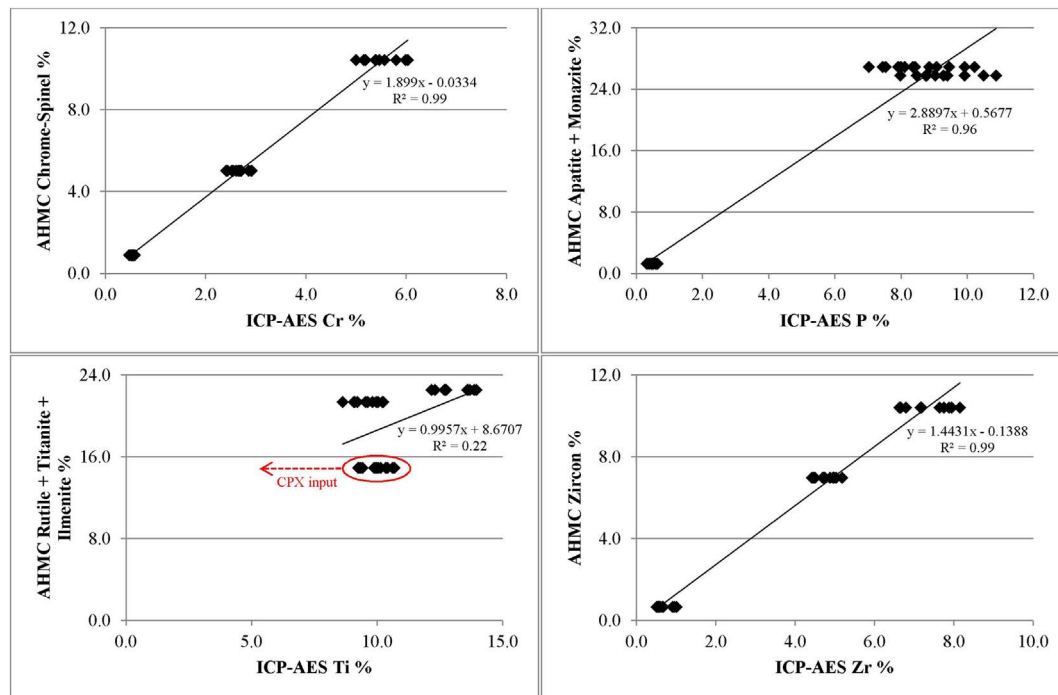 12.0
8.0
4.0
0.0
0.0
2.0
4.0
6.0
8.0
AHMC Chrome-Spinel %
y = 1.899x - 0.0334
R² = 0.99
ICP-AES Cr %
32.0
24.0
16.0
8.0
0.0
0.0
2.0
4.0
6.0
8.0
10.0
12.0
AHMC Apatite + Monazite %
y = 2.8897x + 0.5677
R² = 0.96
ICP-AES P %
24.0
16.0
8.0
0.0
0.0
5.0
10.0
15.0
AHMC Rutile + Titanite +
Ilmenite %
y = 0.9957x + 8.6707
R² = 0.22
CPX input
ICP-AES Ti %
12.0
8.0
4.0
0.0
0.0
2.0
4.0
6.0
8.0
10.0
AHMC Zircon %
y = 1.4431x - 0.1388
R² = 0.99
ICP-AES Zr %